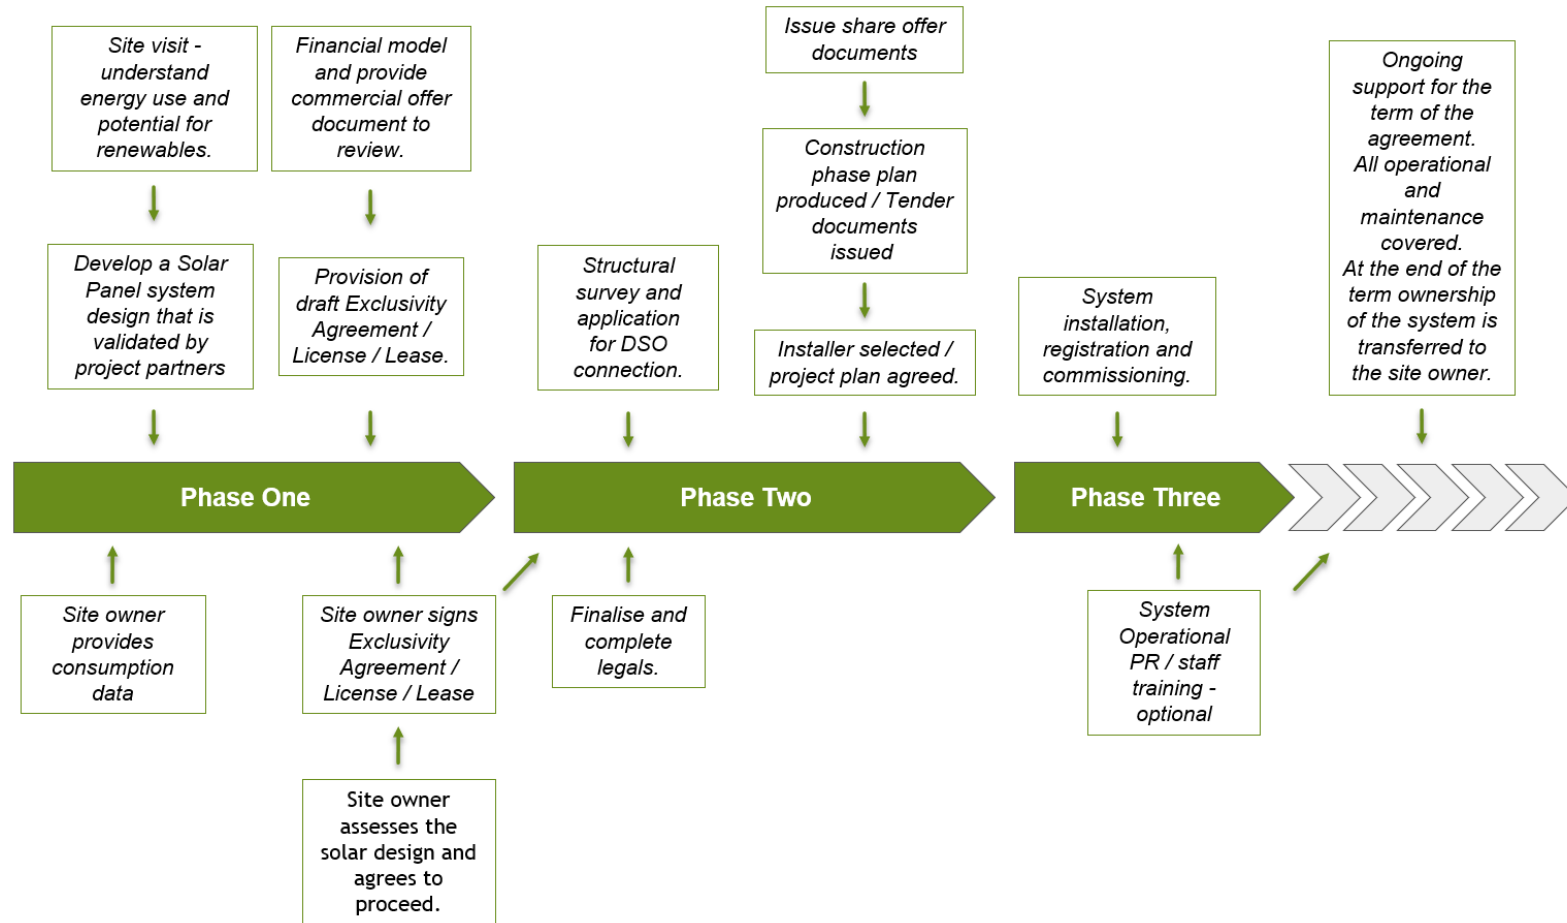 Site visit -
understand
energy use and
potential for
renewables.
Financial model
and provide
commercial offer
document to
review.
Issue share offer
documents
Ongoing
support for the
term of the
agreement.
All operational
and
maintenance
covered.
At the end of the
term ownership
of the system is
transferred to
the site owner.
Construction
phase plan
produced / Tender
documents
issued
Develop a Solar
Panel system
design that is
validated by
project partners
Provision of
draft Exclusivity
Agreement /
License / Lease.
Structural
survey and
application
for DSO
connection.
Installer selected /
project plan agreed.
System
installation,
registration and
commissioning.
Phase One
Phase Two
Phase Three
Site owner
provides
consumption
data
Site owner signs
Exclusivity
Agreement /
License / Lease
Finalise and
complete
legals.
System
Operational
PR / staff
training -
optional
Site owner
assesses the
solar design and
agrees to
proceed.